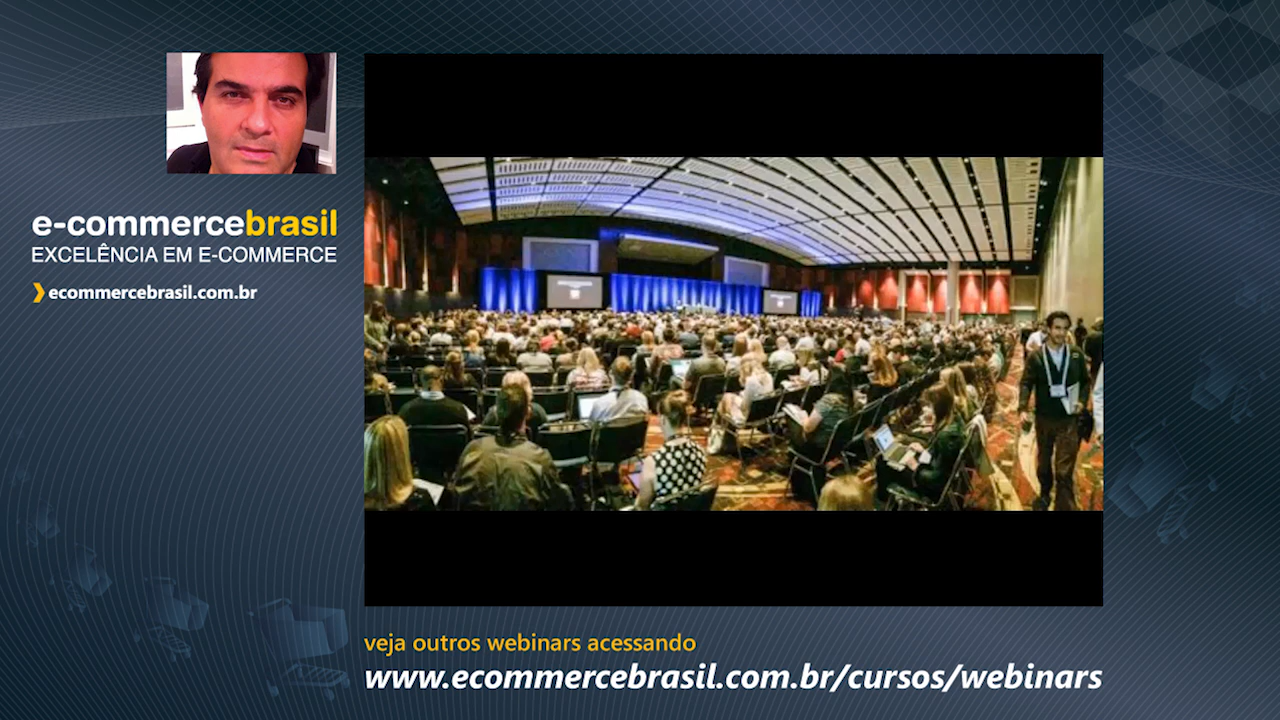 e-commercebrasil
EXCELÊNCIA EM E-COMMERCE
ecommercebrasil.com.br
veja outros webinars acessando
www.ecommercebrasil.com.br/cursos/webinars